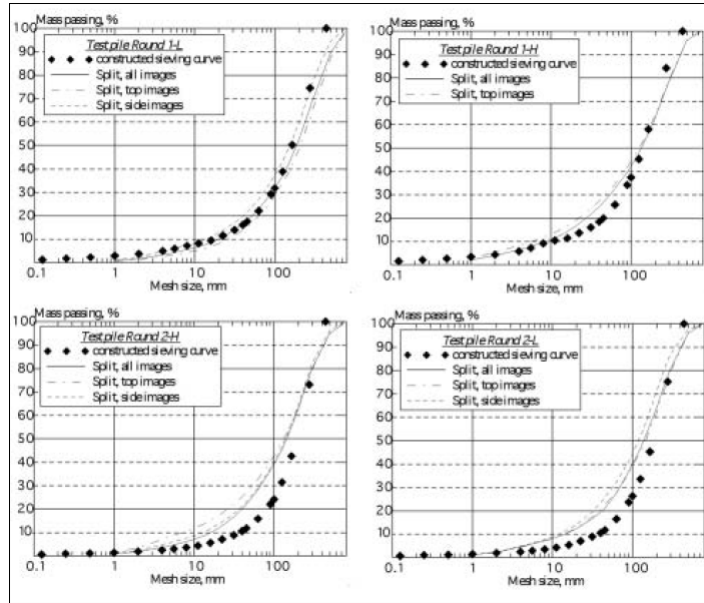 Mass passing, %
100
90
80
70
60
50
40
30
20
10
Testpile Round 1-L
constructed sieving curve
Split, all images
Split, top images
Split, side images
0.1
1
10
100
Mesh size, mm
Mass passing, %
100
90
80
70
60
50
40
30
20
10
Testpile Round 1-H
constructed sieving curve
Split, all images
Split, top images
0.1
1
10
100
Mesh size, mm
Mass passing, %
100
90
80
70
60
50
40
30
20
10
Testpile Round 2-H
constructed sieving curve
Split, all images
Split, top images
Split, side images
0.1
1
10
100
Mesh size, mm
Mass passing, %
100
90
80
70
60
50
40
30
20
10
Testpile Round 2-L
constructed sieving curve
Split, all images
Split, top images
Split, side images
0.1
1
10
100
Mesh size, mm